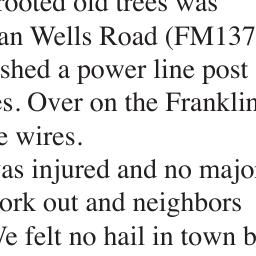 rooted old trees was
an Wells Road (FM137
shed a power line post
es. Over on the Franklin
e wires.
as injured and no major
ork out and neighbors
We felt no hail in town b